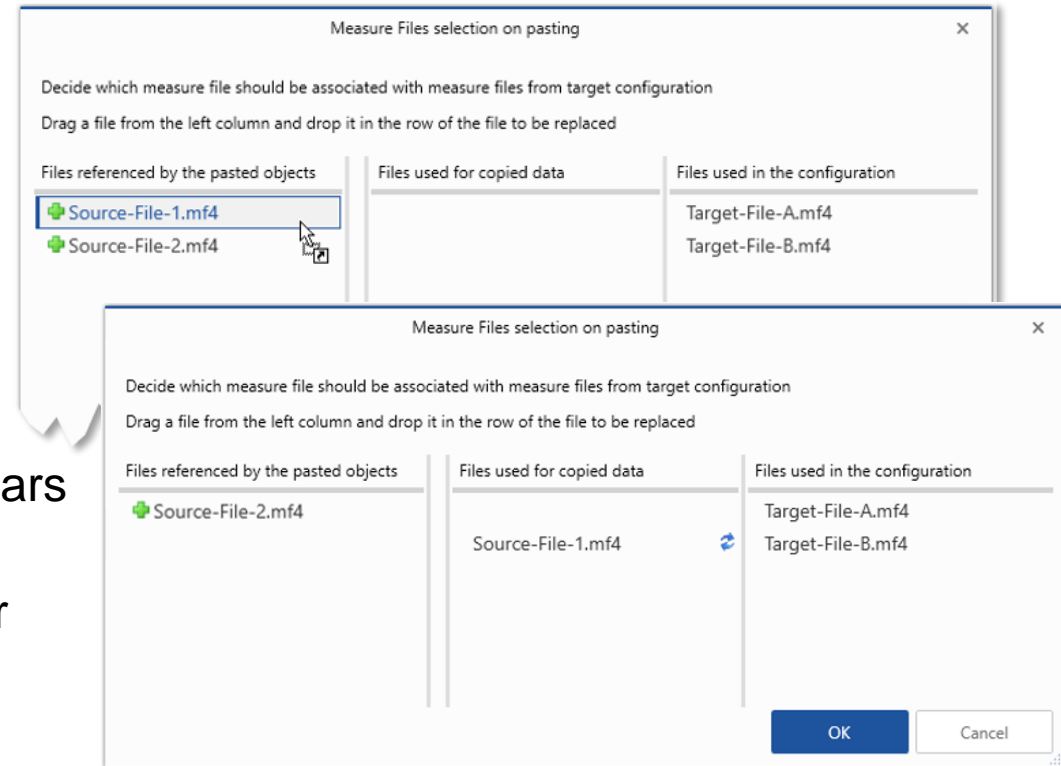 Measure Files selection on pasting
Decide which measure file should be associated with measure files from target configuration
Drag a file from the left column and drop it in the row of the file to be replaced
Files referenced by the pasted objects Files used for copied data Files used in the configuration
Source-File-1.mf4 Target-File-A.mf4
Source-File-2.mf4 Target-File-B.mf4
Measure Files selection on pasting
Decide which measure file should be associated with measure files from target configuration
Drag a file from the left column and drop it in the row of the file to be replaced
ars
Files referenced by the pasted objects Files used for copied data Files used in the configuration
Source-File-2.mf4 Target-File-A.mf4
Source-File-1.mf4 Target-File-B.mf4
r
OK Cancel